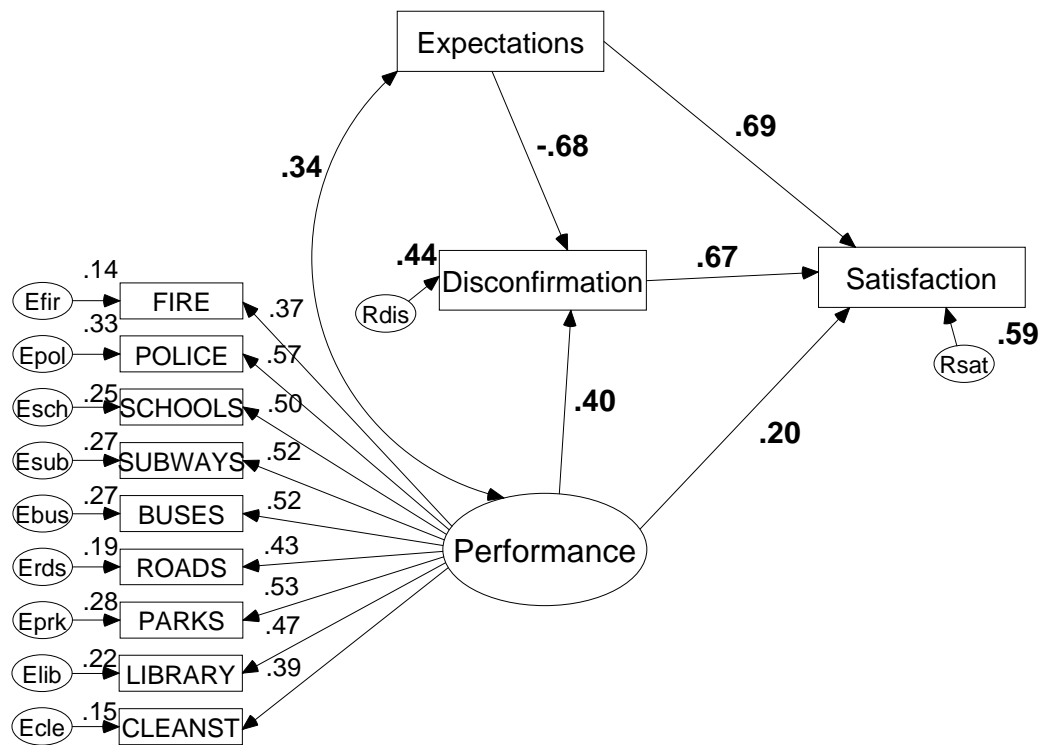 Expectations
.69
-.68
.34
.44
Disconfirmation
.67
Satisfaction
Rdis
.59
Rsat
.40
.20
Performance
.14
Efir
FIRE
.37
.33
Epol
POLICE
.57
.25
Esch
SCHOOLS
.50
.27
Esub
SUBWAYS
.52
.27
Ebus
BUSES
.52
.19
Erds
ROADS
.43
.28
Eprk
PARKS
.53
.22
Elib
LIBRARY
.47
.15
Ecle
CLEANST
.39